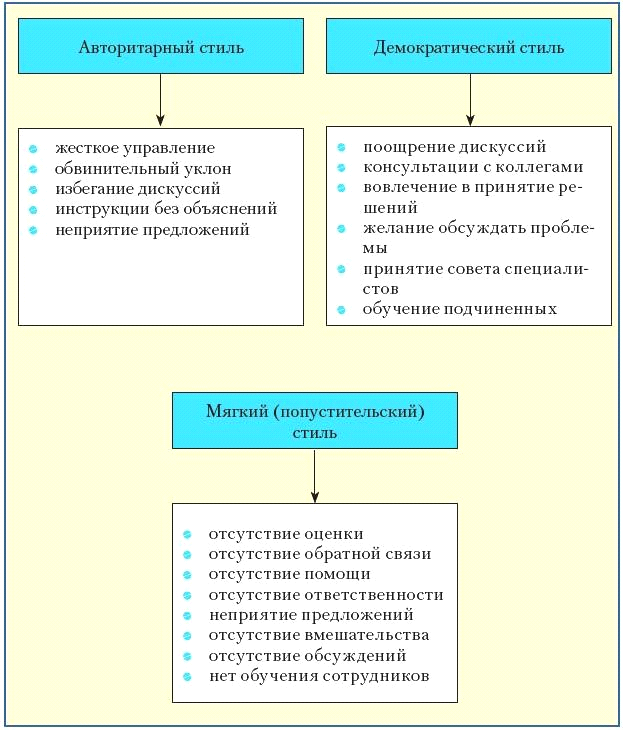 Авторитарный стиль
жесткое управление
обвинительный уклон
избегание дискуссий
инструкции без объяснений
неприятие предложений
Демократический стиль
поощрение дискуссий
консультации с коллегами
вовлечение в принятие ре-
шений
желание обсуждать пробле-
мы
принятие совета специали-
стов
обучение подчиненных
Мягкий (попустительский)
стиль
отсутствие оценки
отсутствие обратной связи
отсутствие помощи
отсутствие ответственности
неприятие предложений
отсутствие вмешательства
отсутствие обсуждений
нет обучения сотрудников